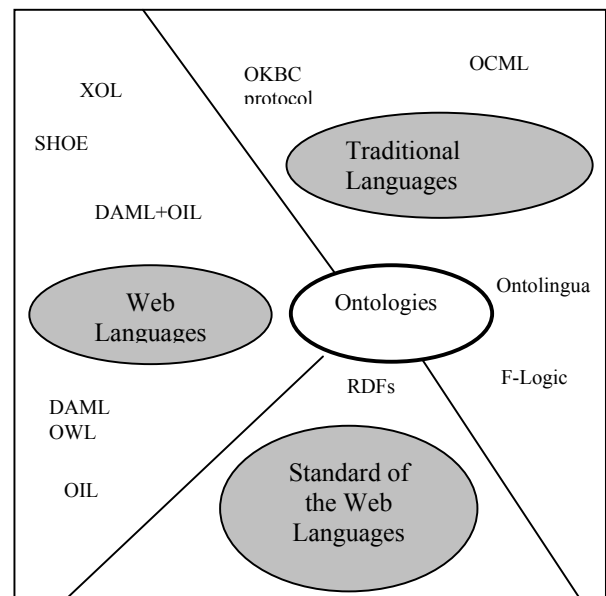 OKBC
protocol
OCML
XOL
SHOE
Traditional
Languages
DAML+OIL
Web
Languages
Ontologies
Ontolingua
RDFs
F-Logic
DAML
OWL
OIL
Standard of
the Web
Languages